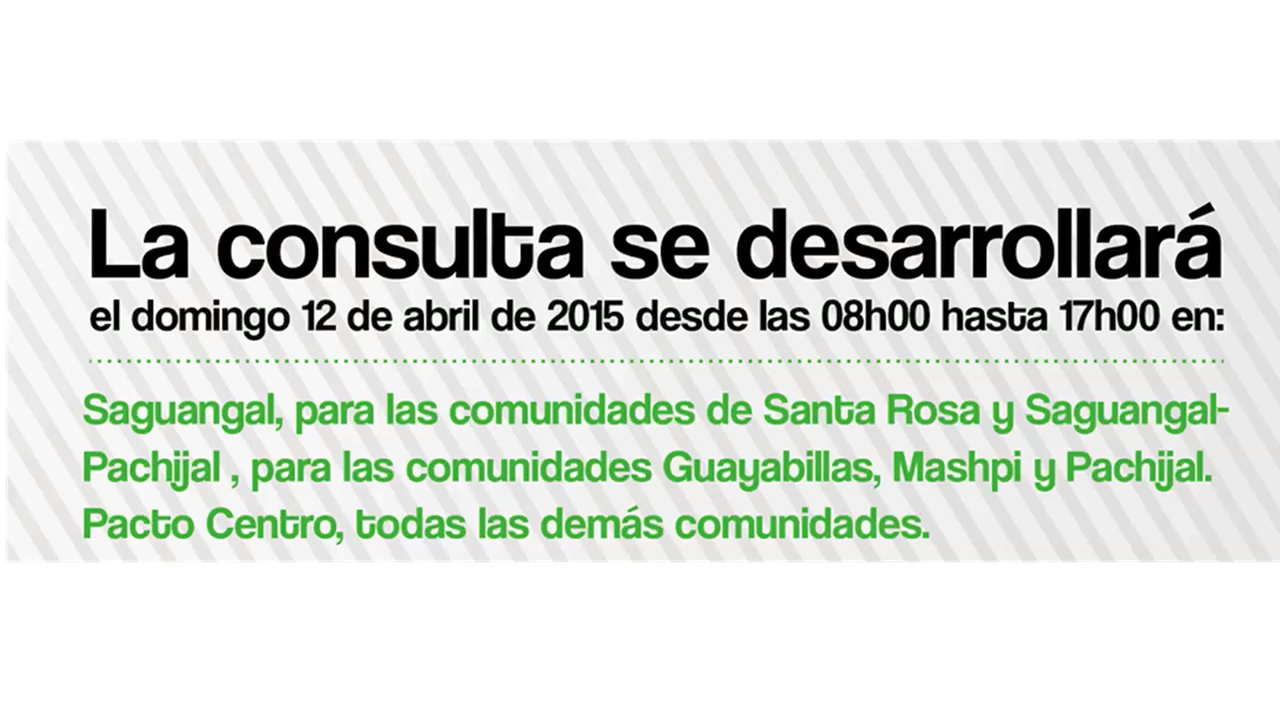 La consulta se desarrollará
el domingo 12 de abril de 2015 desde las 08h00 hasta 17h00 en:
Saguangal, para las comunidades de Santa Rosa y Saguangal-
Pachijal , para las comunidades Guayabillas, Mashpi y Pachijal.
Pacto Centro, todas las demás comunidades.